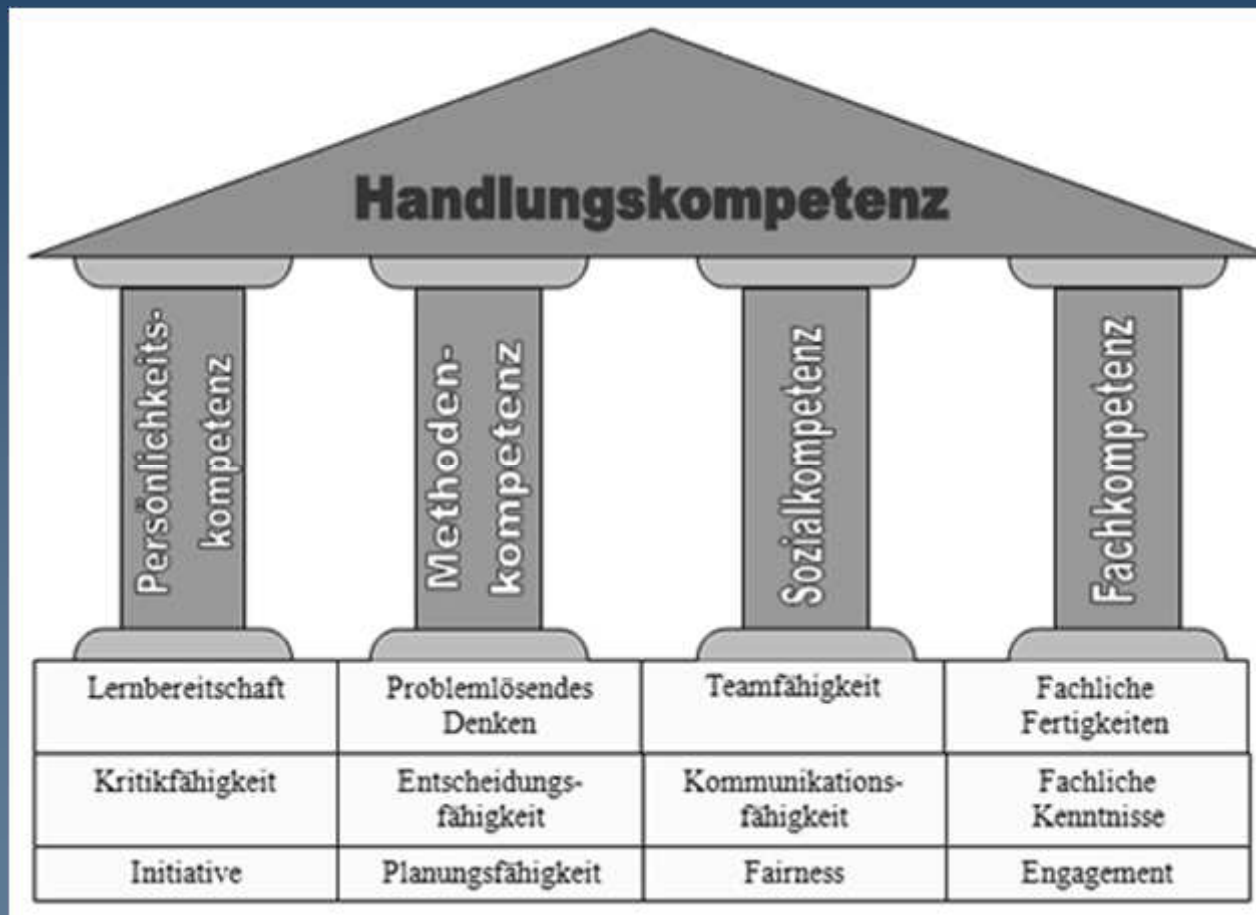 Handlungskompetenz
Persönlichkeits-
kompetenz
Methoden-
kompetenz
Sozialkompetenz
Fachkompetenz
Lernbereitschaft
Problemlösendes
Denken
Teamfähigkeit
Fachliche
Fertigkeiten
Kritikfähigkeit
Entscheidungs-
fähigkeit
Kommunikations-
fähigkeit
Fachliche
Kenntnisse
Initiative
Planungsfähigkeit
Fairness
Engagement